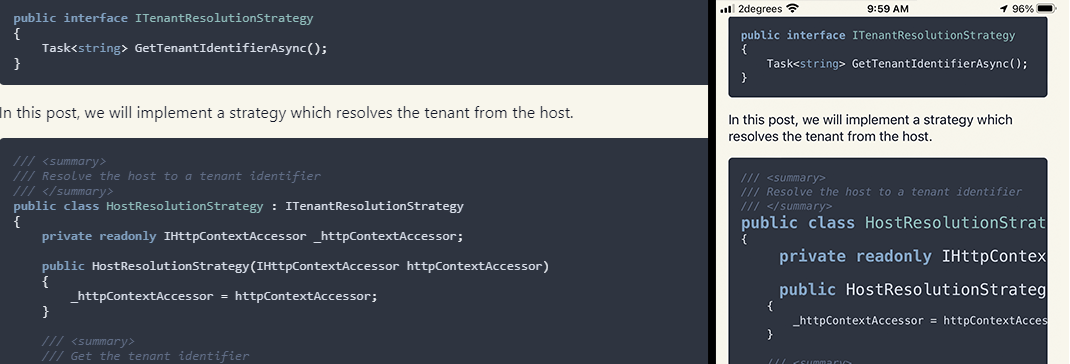 public interface ITenantResolutionStrategy
{
    Task<string> GetTenantIdentifierAsync();
}
In this post, we will implement a strategy which resolves the tenant from the host.
/// <summary>
/// Resolve the host to a tenant identifier
/// </summary>
public class HostResolutionStrategy : ITenantResolutionStrategy
{
    private readonly IHttpContextAccessor _httpContextAccessor;
    public HostResolutionStrategy(IHttpContextAccessor httpContextAccessor)
    {
        _httpContextAccessor = httpContextAccessor;
    }
    /// <summary>
    /// Get the tenant identifier
2degrees 9:59 AM 96%
public interface ITenantResolutionStrategy
{
    Task<string> GetTenantIdentifierAsync();
}
In this post, we will implement a strategy which
resolves the tenant from the host.
/// <summary>
/// Resolve the host to a tenant identifier
/// </summary>
public class HostResolutionStrat
{
    private readonly IHttpContex
    public HostResolutionStrateg
    {
        _httpContextAccessor = httpContextAcces
    }
    /// <summary>